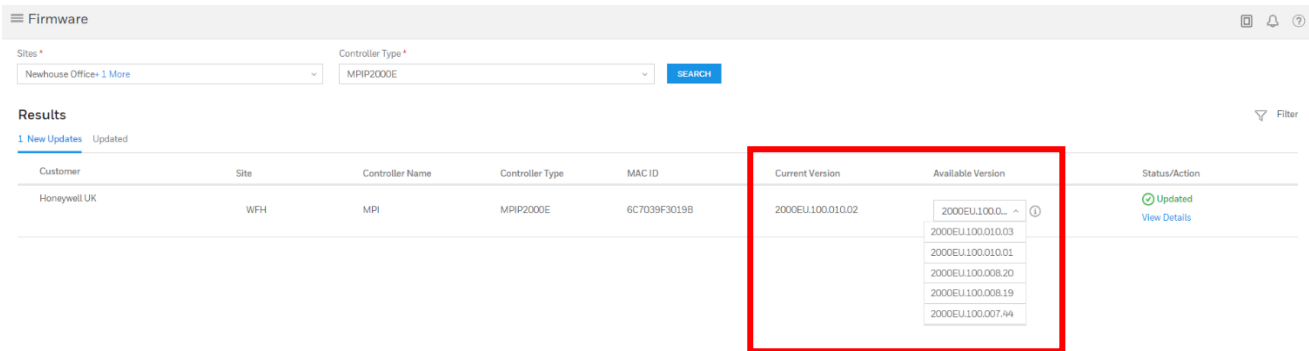 Firmware
Sites * Controller Type *
Newhouse Office+ 1 More MPIP2000E SEARCH
Results Filter
1 New Updates Updated
Customer Site Controller Name Controller Type MAC ID Current Version Available Version Status/Action
Honeywell UK WFH MPI MPIP2000E 6C7039F3019B 2000EU.100.010.02 2000EU.100.0... Updated
View Details
2000EU.100.010.03
2000EU.100.010.01
2000EU.100.008.20
2000EU.100.008.19
2000EU.100.007.44